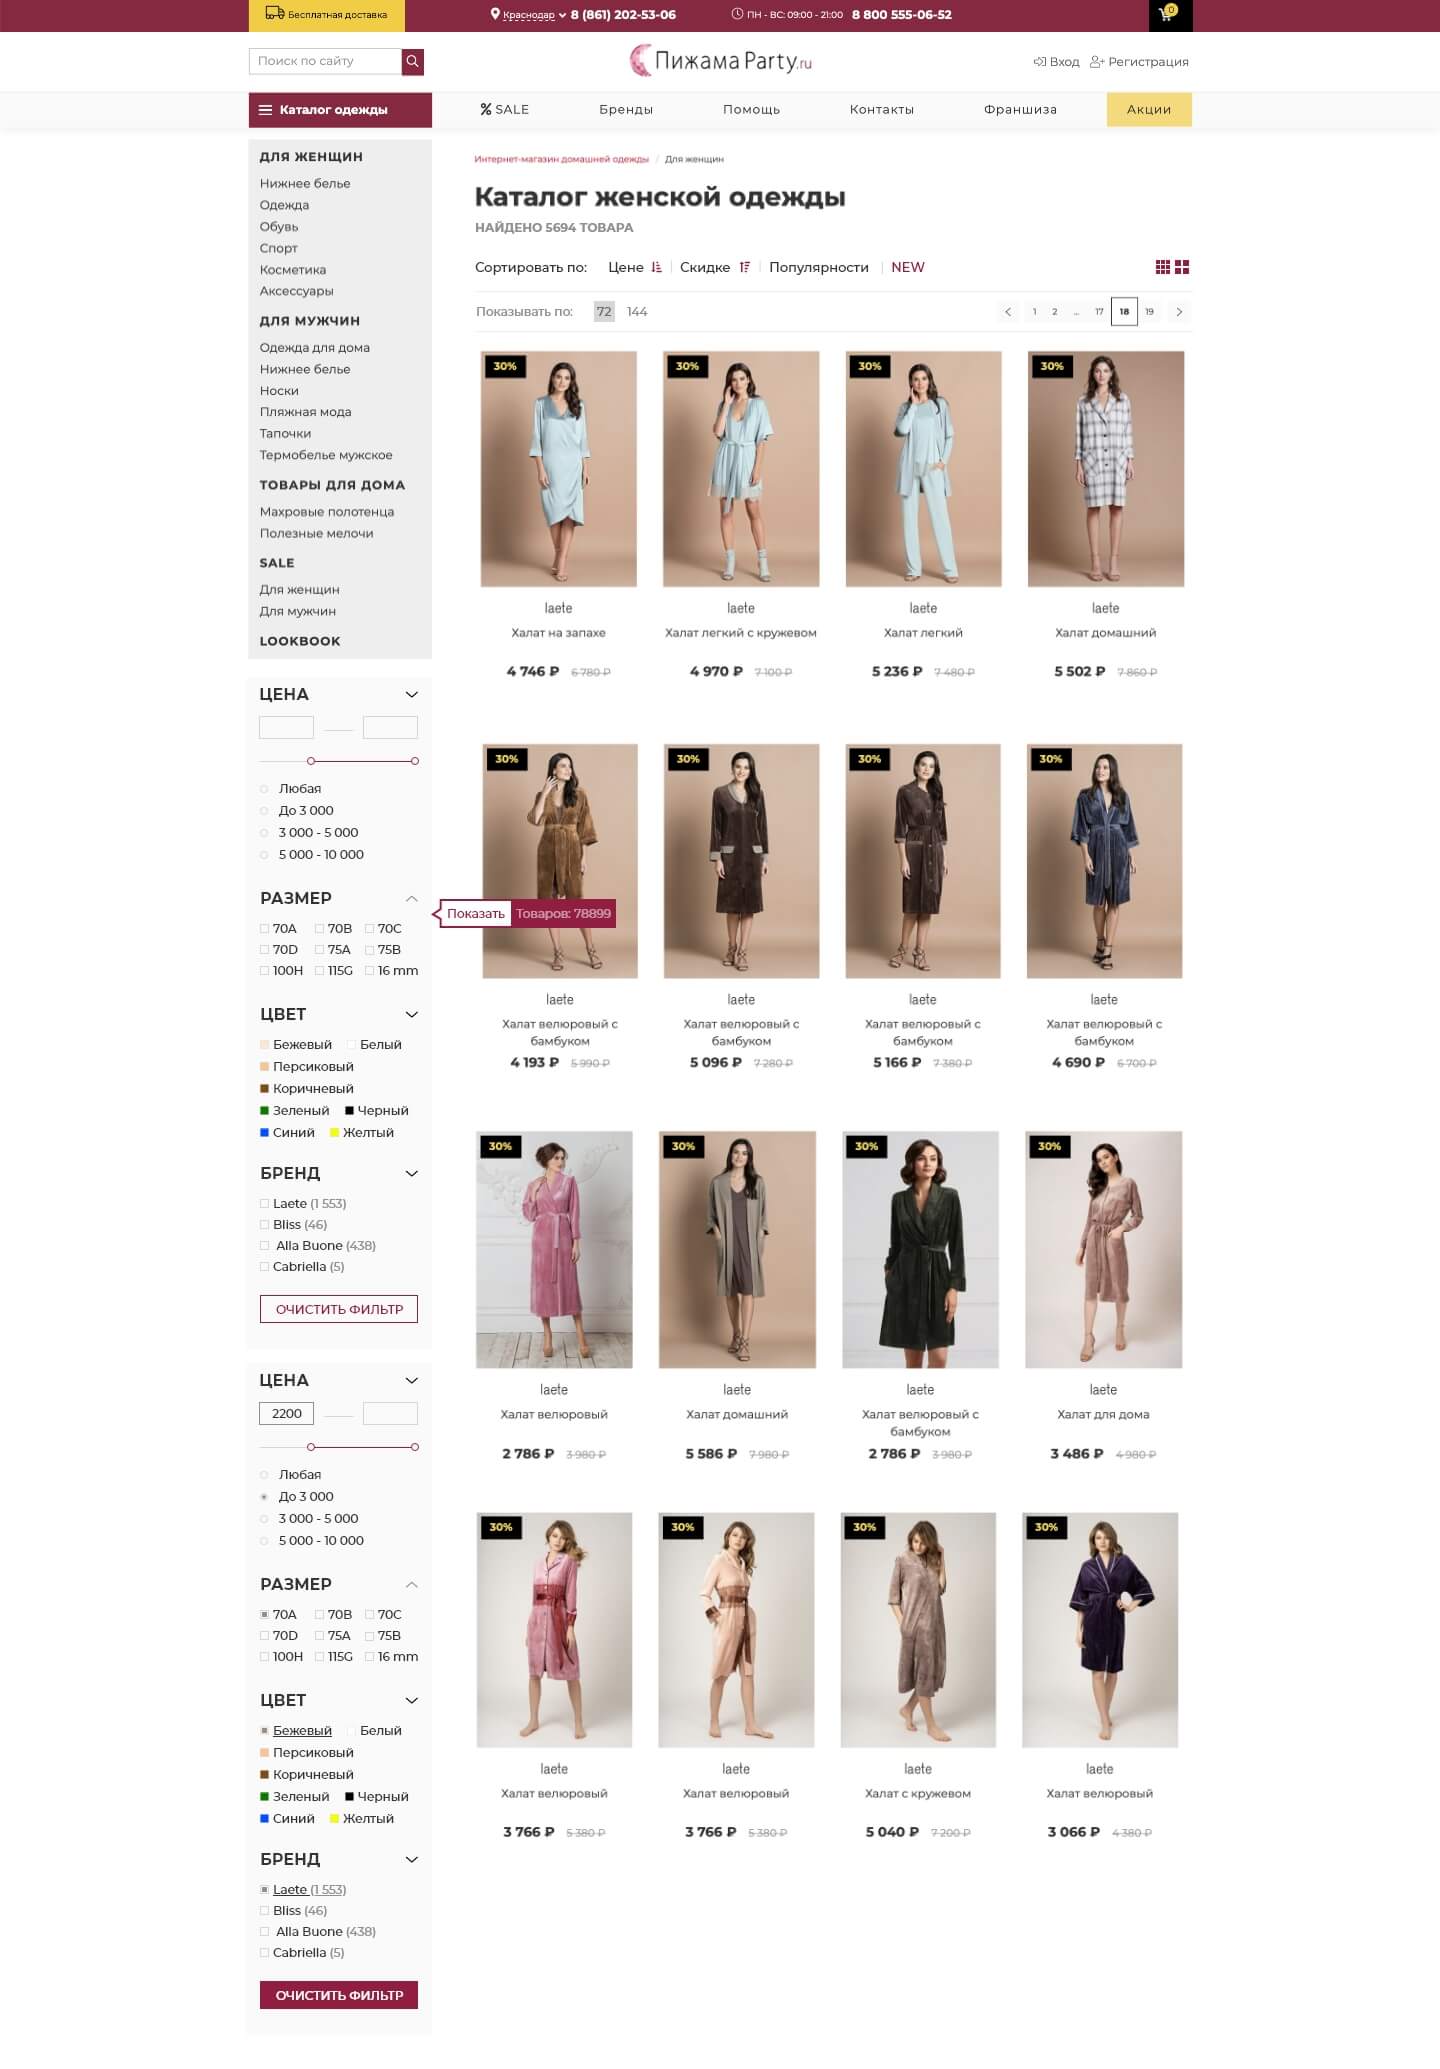 Бесплатная доставка
Краснодар 8 (861) 202-53-06
ПН - ВС: 09:00 - 21:00 8 800 555-06-52
0
Поиск по сайту
Пижама Party.ru
Вход Регистрация
Каталог одежды
SALE Бренды Помощь Контакты Франшиза Акции
ДЛЯ ЖЕНЩИН
Нижнее белье
Одежда
Обувь
Спорт
Косметика
Аксессуары
ДЛЯ МУЖЧИН
Одежда для дома
Нижнее белье
Носки
Пляжная мода
Тапочки
Термобелье мужское
ТОВАРЫ ДЛЯ ДОМА
Махровые полотенца
Полезные мелочи
SALE
Для женщин
Для мужчин
LOOKBOOK
ЦЕНА
Любая
До 3 000
3 000 - 5 000
5 000 - 10 000
РАЗМЕР
70A 70B 70C
70D 75A 75B
100H 115G 16 mm
Показать Товаров: 78899
ЦВЕТ
Бежевый Белый
Персиковый
Коричневый
Зеленый Черный
Синий Желтый
БРЕНД
Laete (1 553)
Bliss (46)
Alla Buone (438)
Cabriella (5)
ОЧИСТИТЬ ФИЛЬТР
ЦЕНА
2200
Любая
До 3 000
3 000 - 5 000
5 000 - 10 000
РАЗМЕР
70A 70B 70C
70D 75A 75B
100H 115G 16 mm
ЦВЕТ
Бежевый Белый
Персиковый
Коричневый
Зеленый Черный
Синий Желтый
БРЕНД
Laete (1 553)
Bliss (46)
Alla Buone (438)
Cabriella (5)
ОЧИСТИТЬ ФИЛЬТР
Интернет-магазин домашней одежды / Для женщин
Каталог женской одежды
НАЙДЕНО 5694 ТОВАРА
Сортировать по: Цене Скидке Популярности NEW
Показывать по: 72 144
1 2 ... 17 18 19
30% 30% 30% 30%
laete laete laete laete
Халат на запахе Халат легкий с кружевом Халат легкий Халат домашний
4 746 ₽ 6 780 ₽ 4 970 ₽ 7 100 ₽ 5 236 ₽ 7 480 ₽ 5 502 ₽ 7 860 ₽
30% 30% 30% 30%
laete laete laete laete
Халат велюровый с Халат велюровый с Халат велюровый с Халат велюровый с
бамбуком бамбуком бамбуком бамбуком
4 193 ₽ 5 990 ₽ 5 096 ₽ 7 280 ₽ 5 166 ₽ 7 380 ₽ 4 690 ₽ 6 700 ₽
30% 30% 30% 30%
laete laete laete laete
Халат велюровый Халат домашний Халат велюровый с Халат для дома
бамбуком
2 786 ₽ 3 980 ₽ 5 586 ₽ 7 980 ₽ 2 786 ₽ 3 980 ₽ 3 486 ₽ 4 980 ₽
30% 30% 30% 30%
laete laete laete laete
Халат велюровый Халат велюровый Халат с кружевом Халат велюровый
3 766 ₽ 5 380 ₽ 3 766 ₽ 5 380 ₽ 5 040 ₽ 7 200 ₽ 3 066 ₽ 4 380 ₽